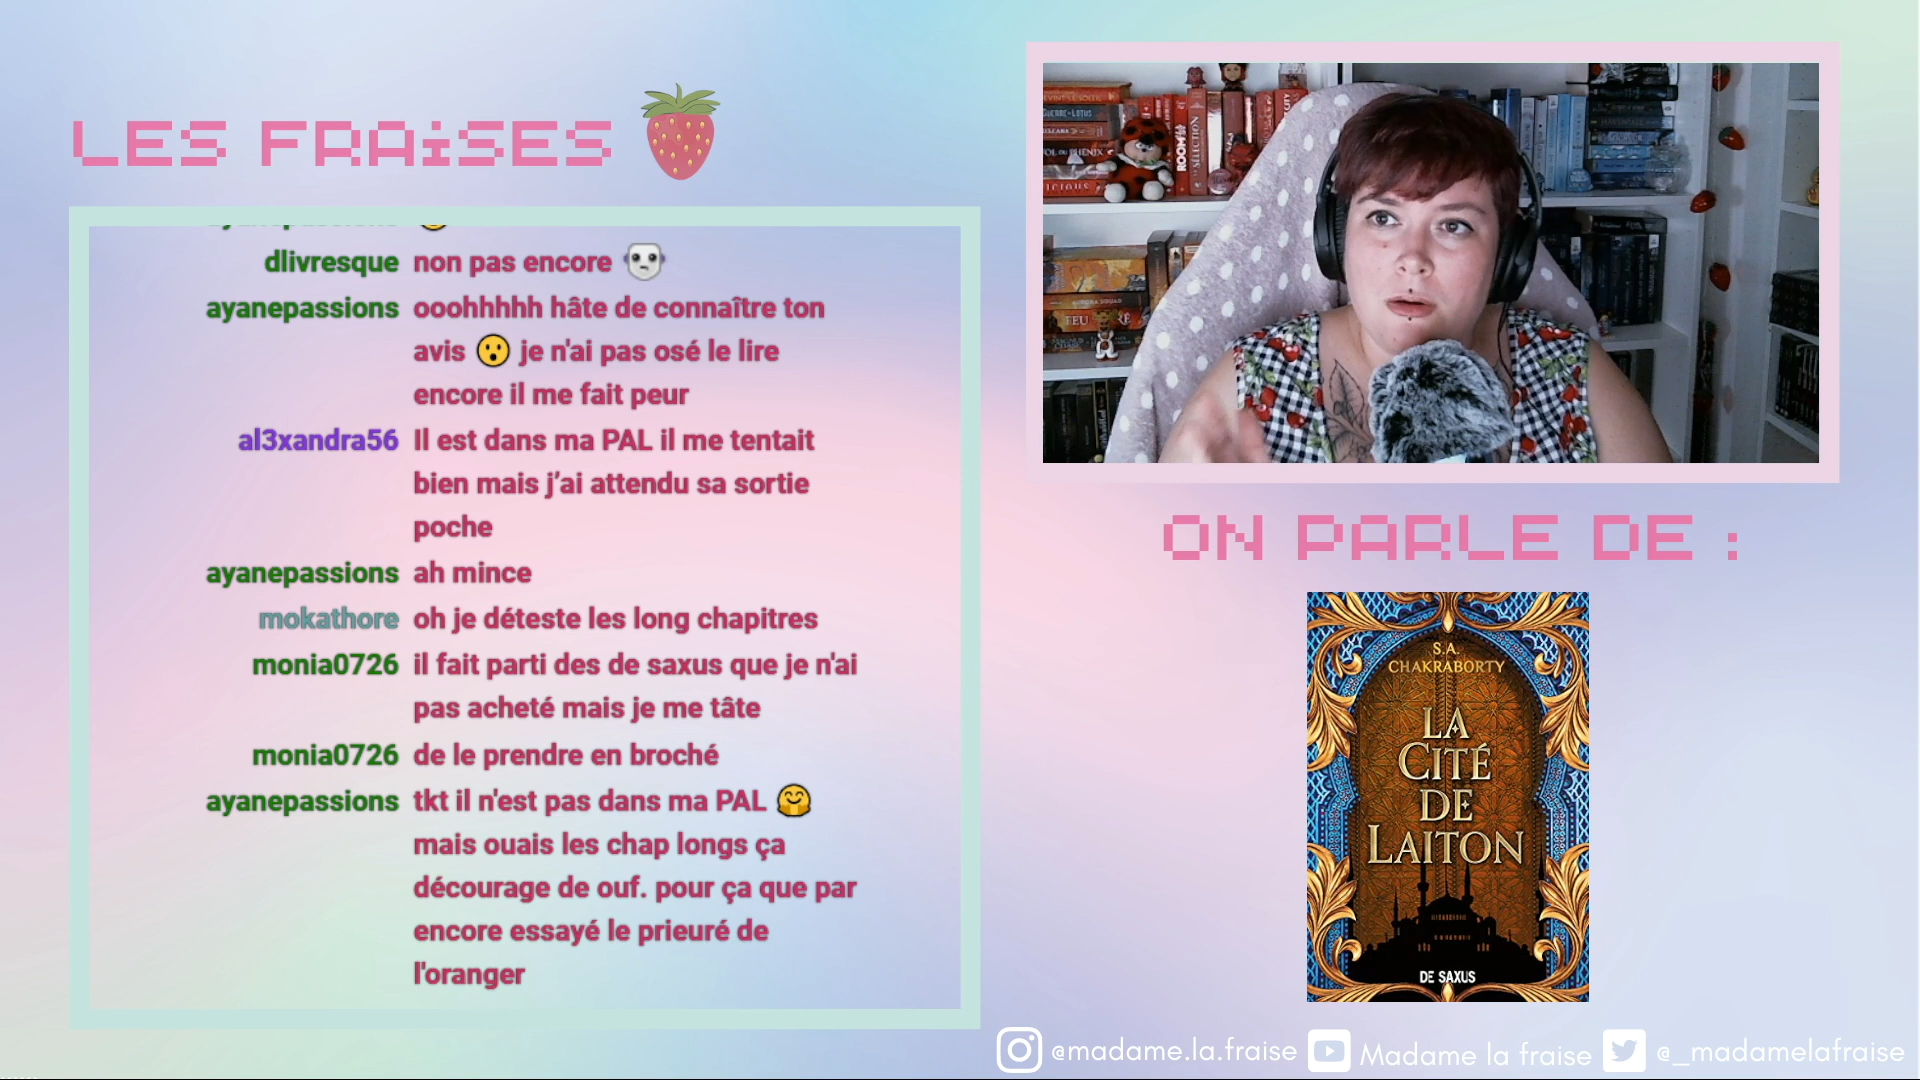 LES FRAISES
dlivresque non pas encore
ayanepassions ooohhhhh hâte de connaître ton
avis 😮 je n'ai pas osé le lire
encore il me fait peur
al3xandra56 Il est dans ma PAL il me tentait
bien mais j'ai attendu sa sortie
poche
ayanepassions ah mince
mokathore oh je déteste les long chapitres
monia0726 il fait parti des de saxus que je n'ai
pas acheté mais je me tâte
monia0726 de le prendre en broché
ayanepassions tkt il n'est pas dans ma PAL 🤗
mais ouais les chap longs ça
décourage de ouf. pour ça que par
encore essayé le prieuré de
l'oranger
ROOM
SÉLECTION
AURORA SQUAD
ON PARLE DE :
S.A.
CHAKRABORTY
LA
CITÉ
DE
LAITON
DE SAXUS
@madame.la.fraise
Madame la fraise
@_madamelafraise